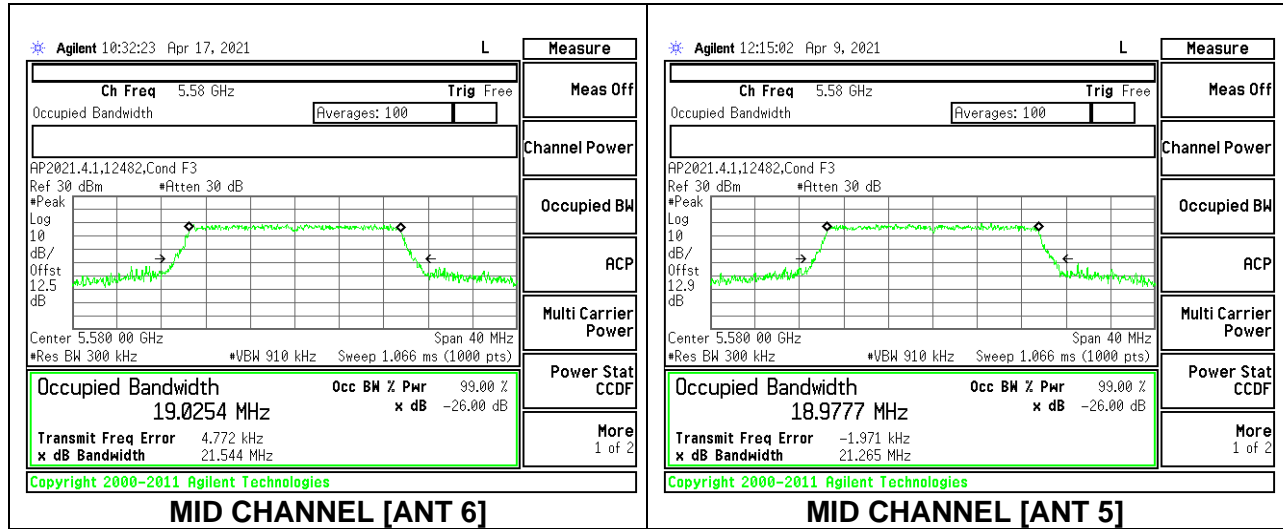 Agilent 10:32:23 Apr 17, 2021 L
Measure
Ch Freq 5.58 GHz Trig Free
Meas Off
Occupied Bandwidth Averages: 100
Channel Power
AP2021.4.1,12482,Cond F3
Ref 30 dBm #Atten 30 dB
#Peak
Occupied BW
Log
10
dB/
ACP
Offst
12.5
dB
Multi Carrier
Power
Center 5.580 00 GHz Span 40 MHz
#Res BW 300 kHz #VBW 910 kHz Sweep 1.066 ms (1000 pts)
Power Stat
CCDF
Occupied Bandwidth Occ BW % Pwr 99.00 %
19.0254 MHz x dB -26.00 dB
More
1 of 2
Transmit Freq Error 4.772 kHz
x dB Bandwidth 21.544 MHz
Copyright 2000-2011 Agilent Technologies
MID CHANNEL [ANT 6]
Agilent 12:15:02 Apr 9, 2021 L
Measure
Ch Freq 5.58 GHz Trig Free
Meas Off
Occupied Bandwidth Averages: 100
Channel Power
AP2021.4.1,12482,Cond F3
Ref 30 dBm #Atten 30 dB
#Peak
Occupied BW
Log
10
dB/
ACP
Offst
12.9
dB
Multi Carrier
Power
Center 5.580 00 GHz Span 40 MHz
#Res BW 300 kHz #VBW 910 kHz Sweep 1.066 ms (1000 pts)
Power Stat
CCDF
Occupied Bandwidth Occ BW % Pwr 99.00 %
18.9777 MHz x dB -26.00 dB
More
1 of 2
Transmit Freq Error -1.971 kHz
x dB Bandwidth 21.265 MHz
Copyright 2000-2011 Agilent Technologies
MID CHANNEL [ANT 5]